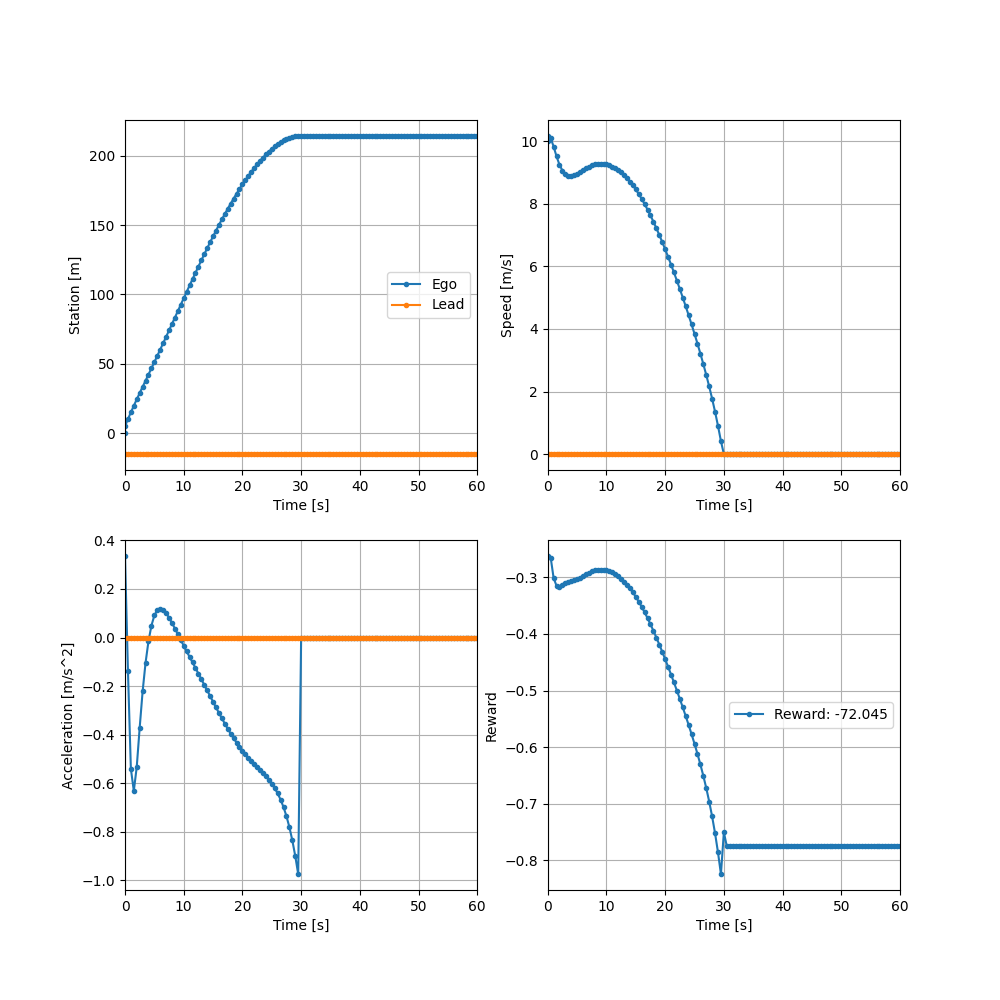 200
150
100
50
0
Station [m]
Ego
Lead
0 10 20 30 40 50 60
Time [s]
10
8
6
4
2
0
Speed [m/s]
0 10 20 30 40 50 60
Time [s]
0.4
0.2
0.0
−0.2
−0.4
−0.6
−0.8
−1.0
Acceleration [m/s^2]
0 10 20 30 40 50 60
Time [s]
−0.3
−0.4
−0.5
−0.6
−0.7
−0.8
Reward
Reward: -72.045
0 10 20 30 40 50 60
Time [s]